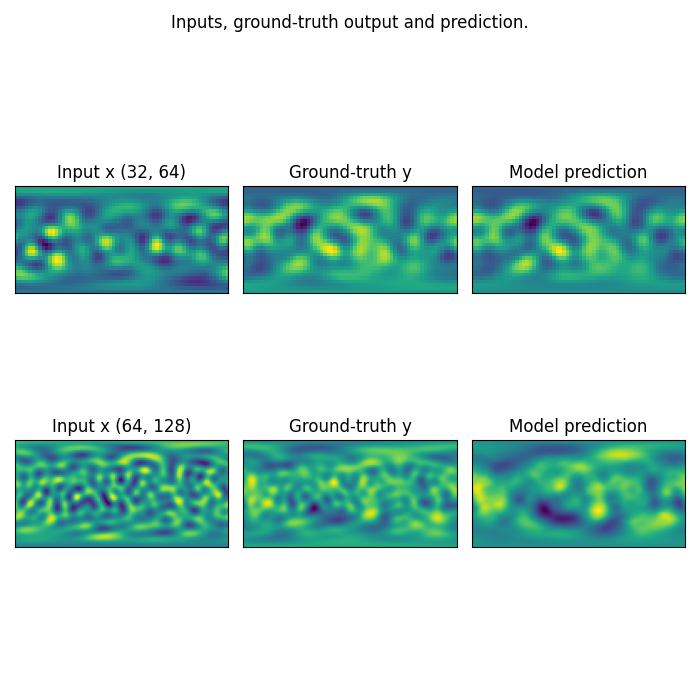 Inputs, ground-truth output and prediction.
Input x (32, 64)
Ground-truth y
Model prediction
Input x (64, 128)
Ground-truth y
Model prediction